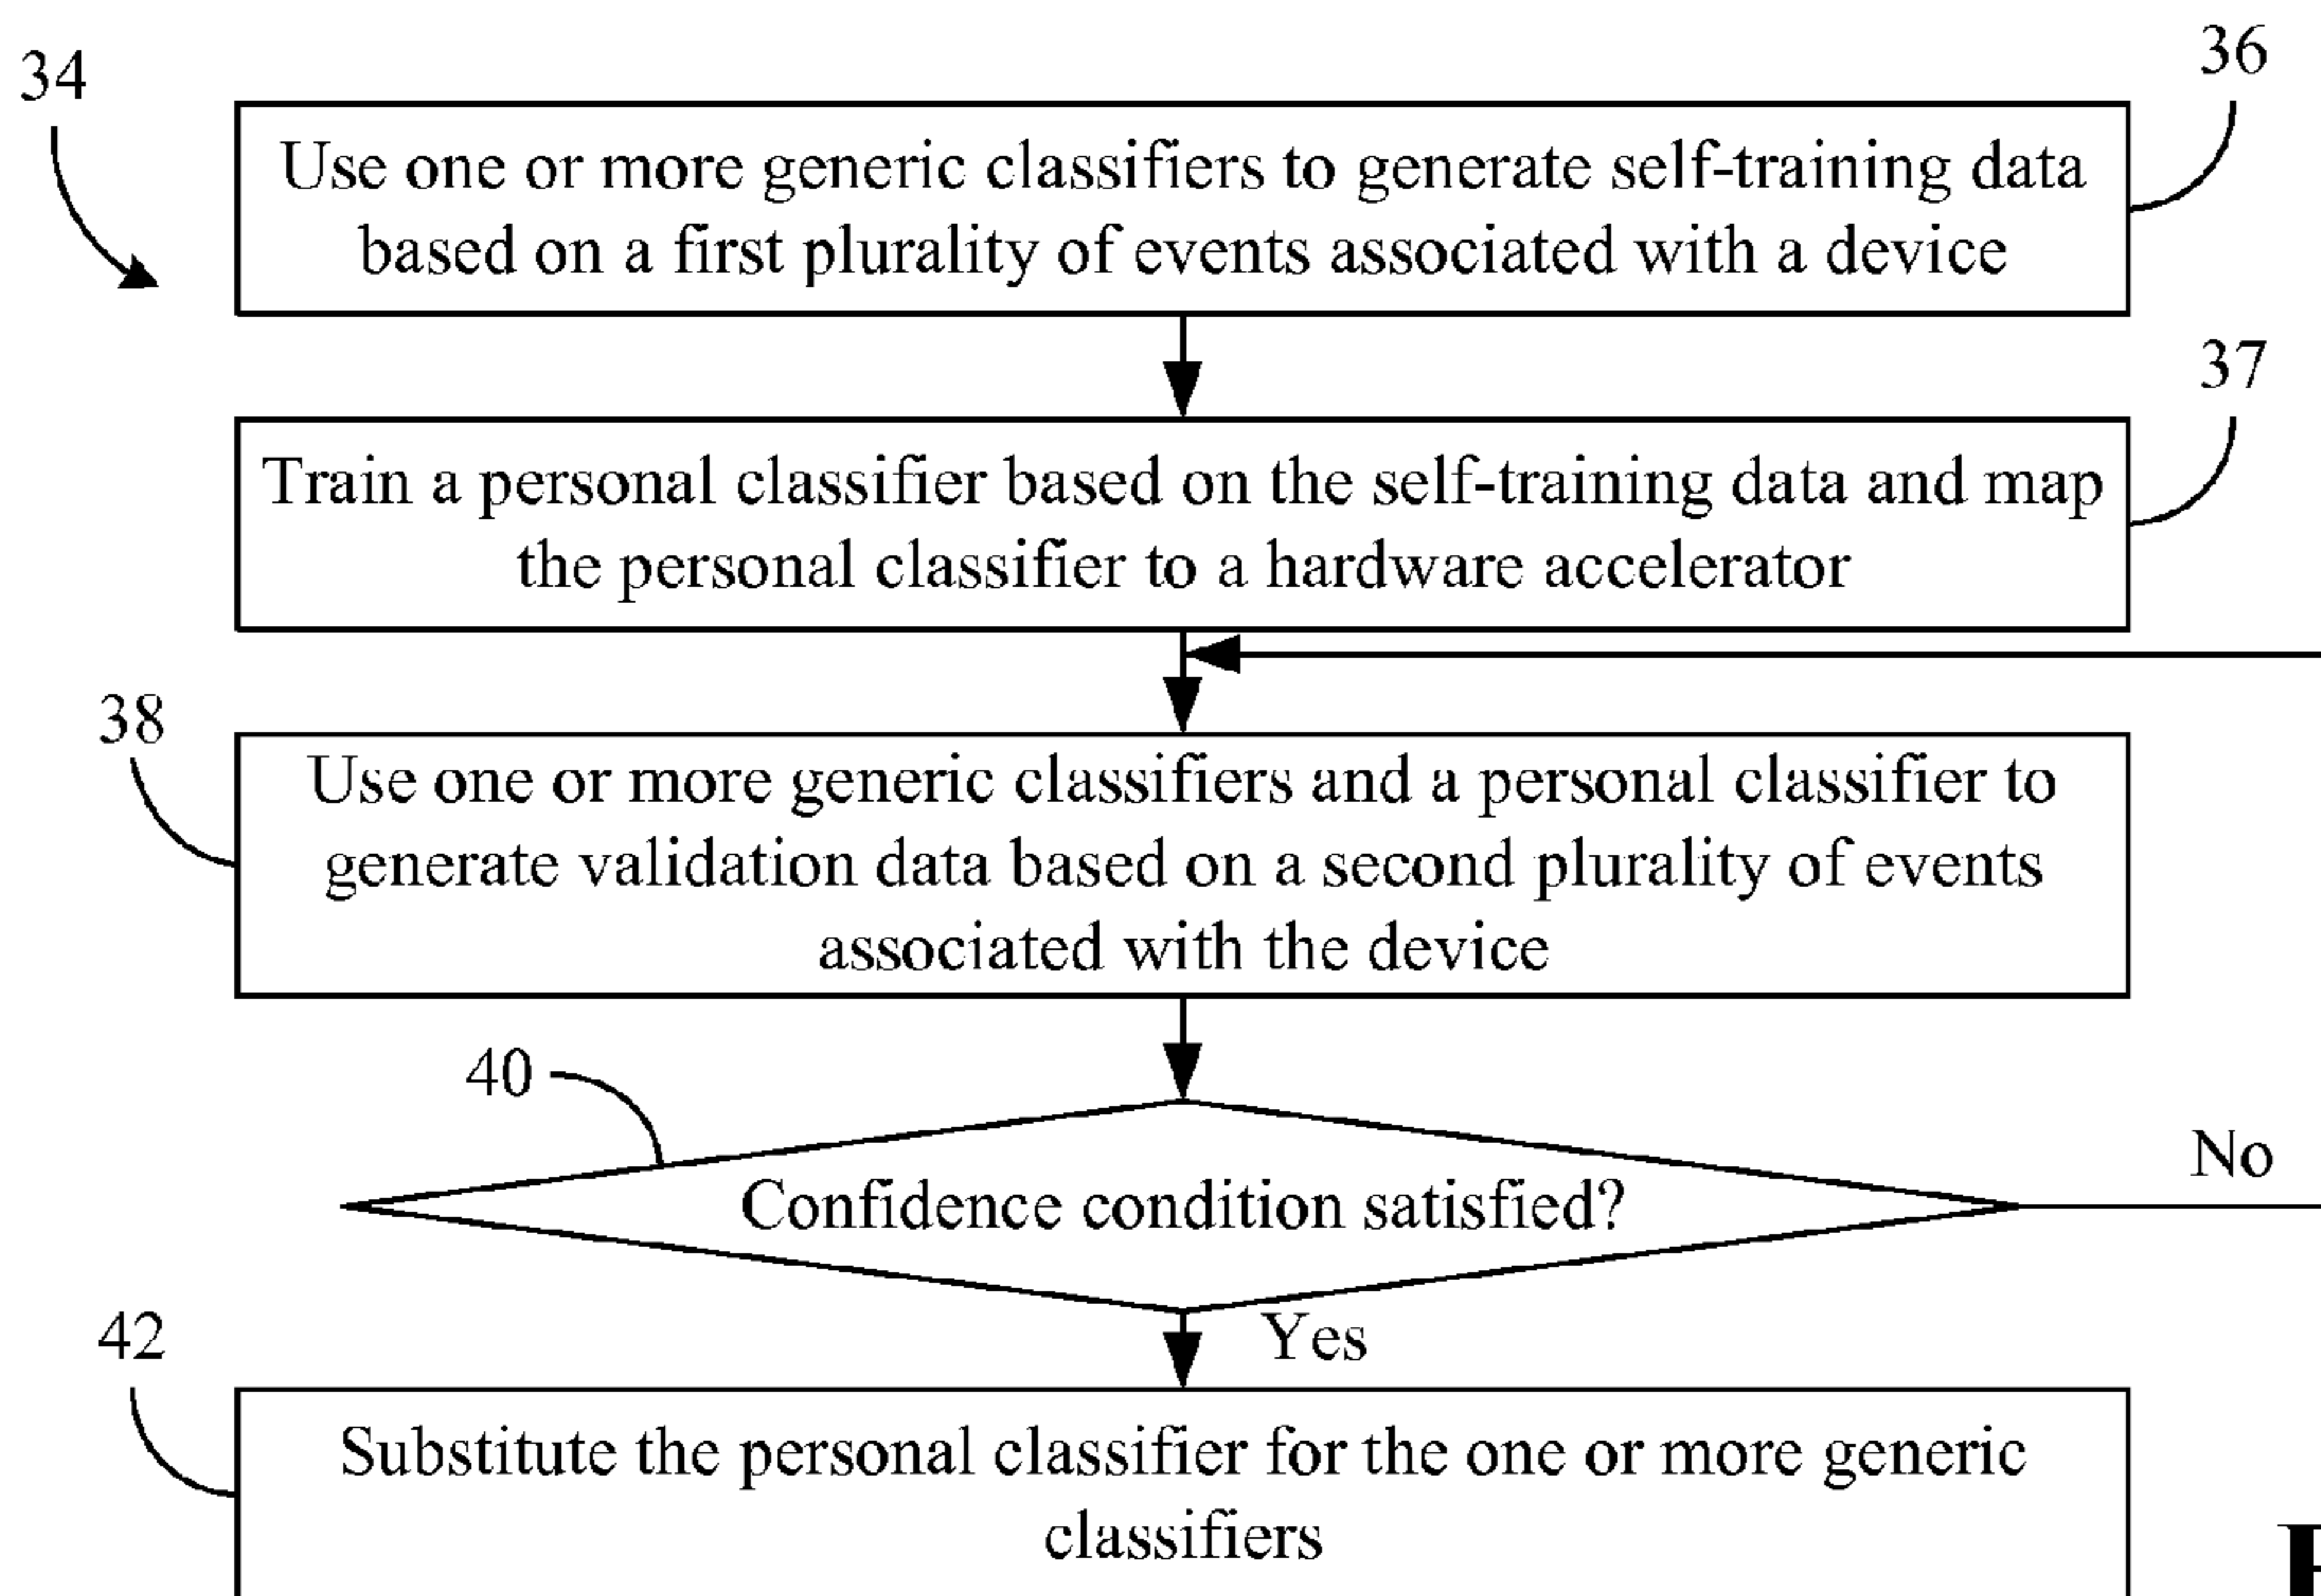 34
36
Use one or more generic classifiers to generate self-training data
based on a first plurality of events associated with a device
37
Train a personal classifier based on the self-training data and map
the personal classifier to a hardware accelerator
38
Use one or more generic classifiers and a personal classifier to
generate validation data based on a second plurality of events
associated with the device
40
Confidence condition satisfied?
No
Yes
42
Substitute the personal classifier for the one or more generic
classifiers